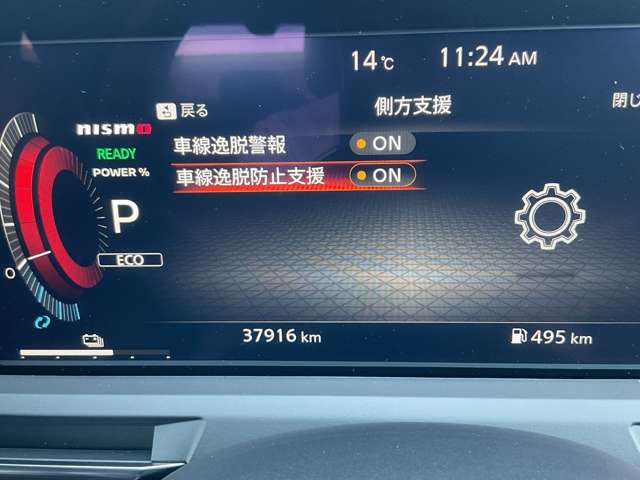 14℃ 11:24 AM
戻る 側方支援 閉じ
nismo
車線逸脱警報 ON
READY
POWER %
車線逸脱防止支援 ON
P
ECO
0
37916 km 495 km